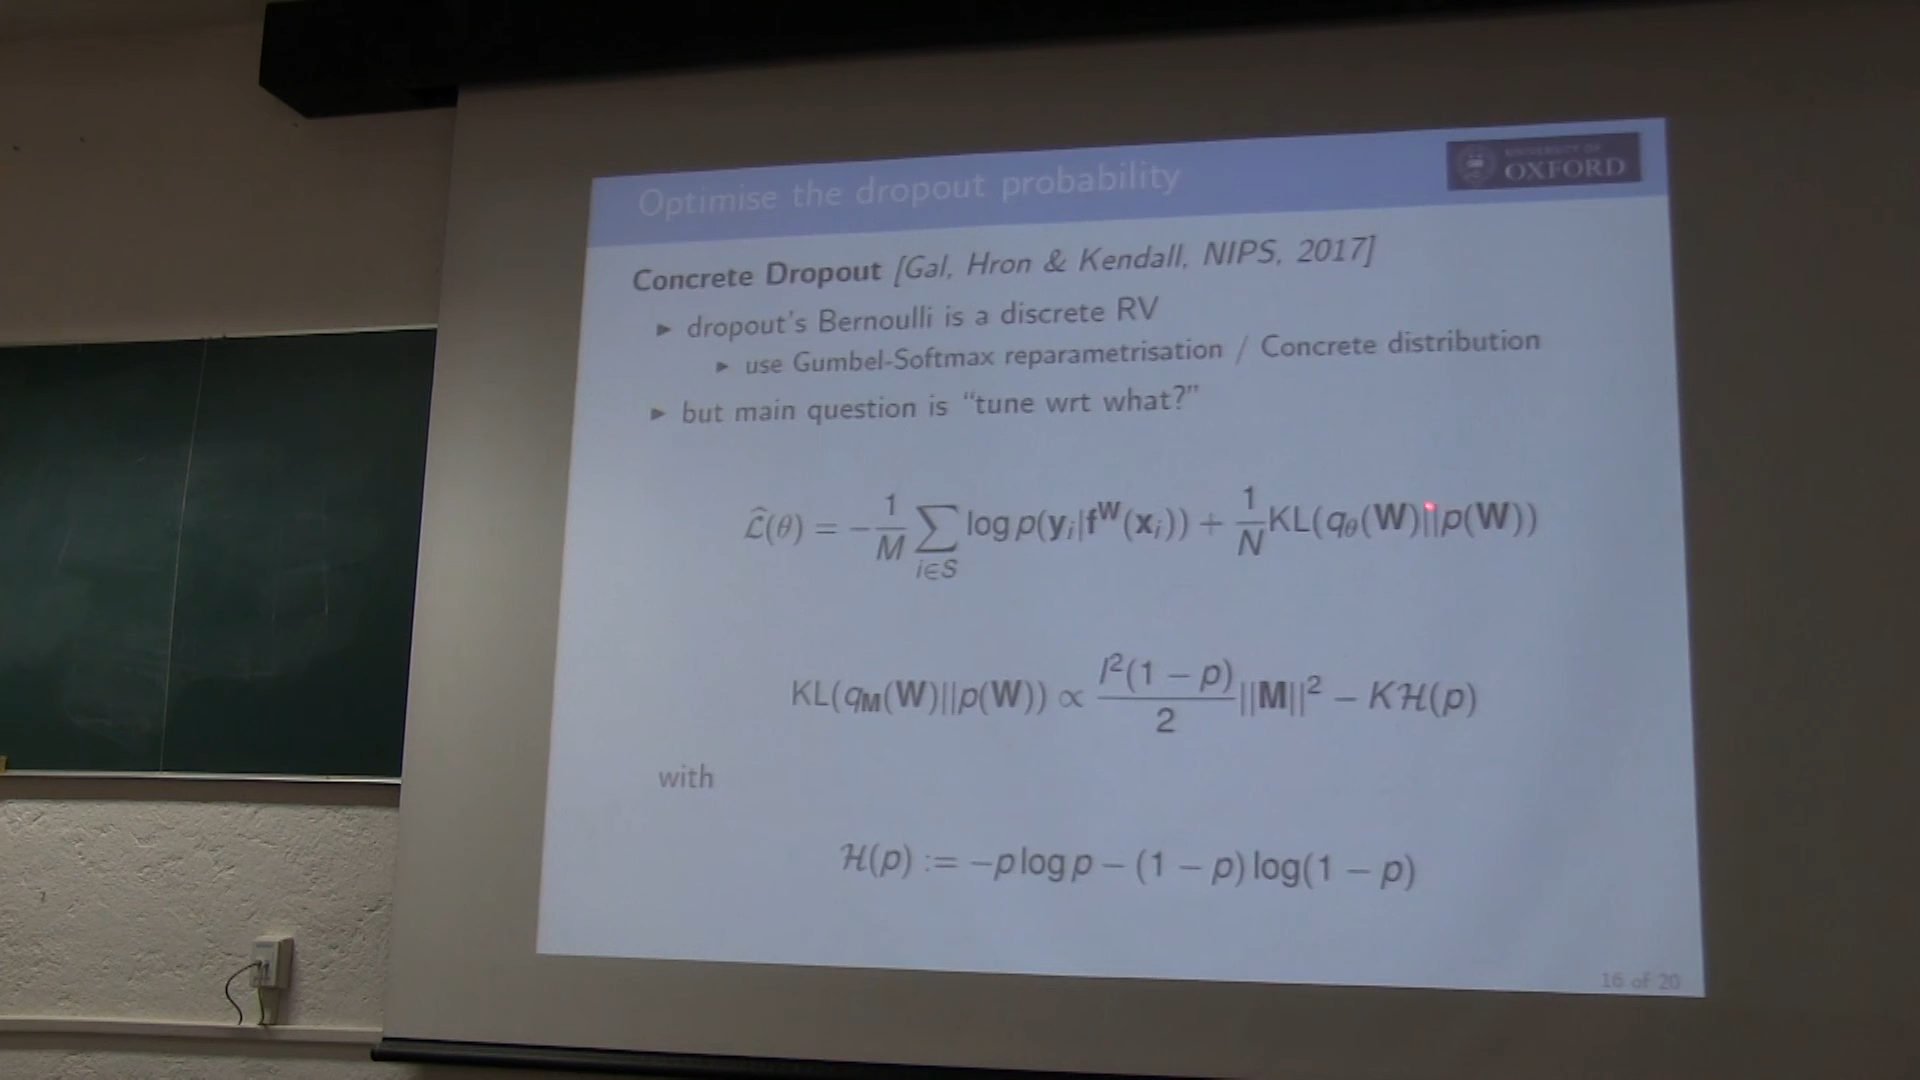 Optimise the dropout probability
UNIVERSITY OF
OXFORD
Concrete Dropout [Gal, Hron & Kendall, NIPS, 2017]
▶ dropout's Bernoulli is a discrete RV
▶ use Gumbel-Softmax reparametrisation / Concrete distribution
▶ but main question is “tune wrt what?”
$\widehat{\mathcal{L}}(\theta) = -\frac{1}{M} \sum_{i \in S} \log p(\mathbf{y}_i|\mathbf{f}^{\mathbf{W}}(\mathbf{x}_i)) + \frac{1}{N} \mathrm{KL}(q_\theta(\mathbf{W})||p(\mathbf{W}))$
$\mathrm{KL}(q_{\mathbf{M}}(\mathbf{W})||p(\mathbf{W})) \propto \frac{l^2(1-p)}{2}||\mathbf{M}||^2 - K\mathcal{H}(p)$
with
$\mathcal{H}(p) := -p \log p - (1-p) \log(1-p)$
16 of 20